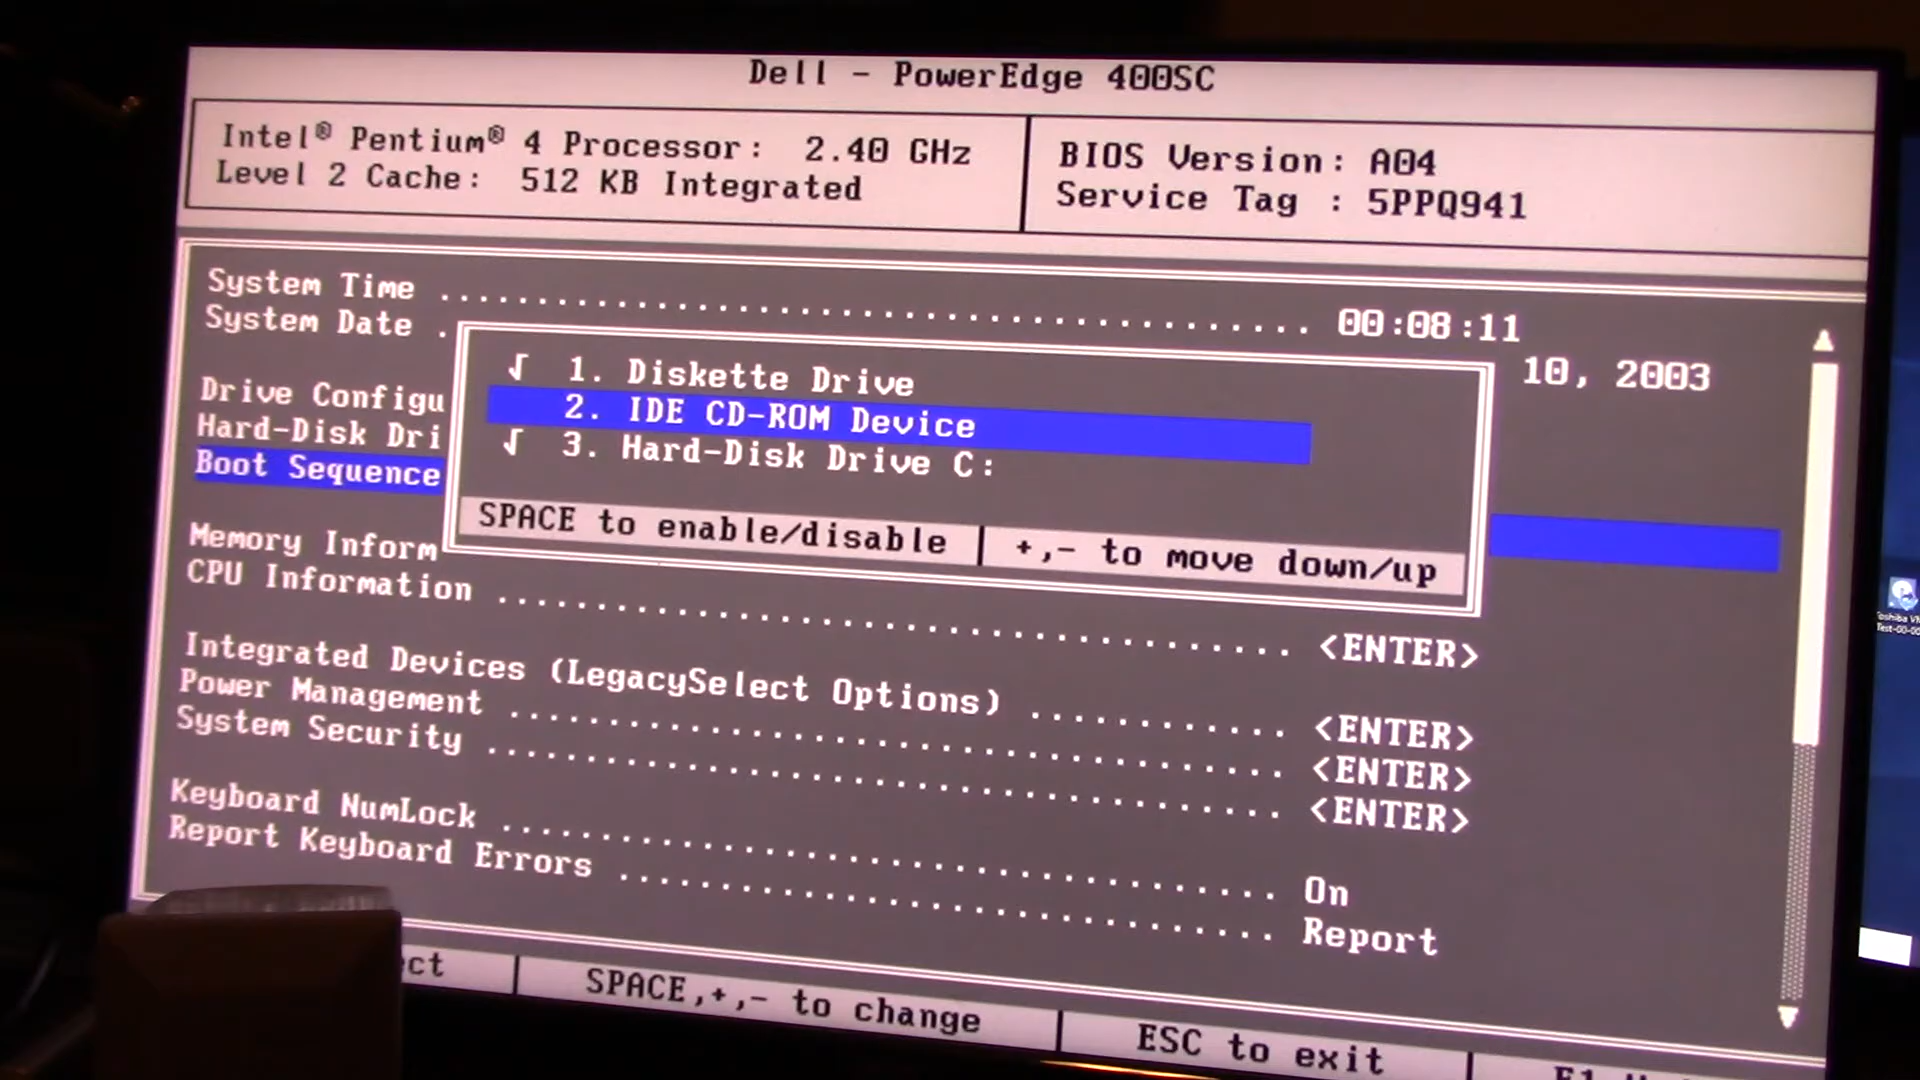 Dell - PowerEdge 400SC
Intel® Pentium® 4 Processor: 2.40 GHz
Level 2 Cache: 512 KB Integrated
BIOS Version: A04
Service Tag : 5PPQ941
System Time ............................................. 00:08:11
System Date . 10, 2003
√ 1. Diskette Drive
2. IDE CD-ROM Device
√ 3. Hard-Disk Drive C:
SPACE to enable/disable | +,- to move down/up
Drive Configu
Hard-Disk Dri
Boot Sequence
Memory Inform
CPU Information ......................................... <ENTER>
Integrated Devices (LegacySelect Options) ............. <ENTER>
Power Management ........................................ <ENTER>
System Security ......................................... <ENTER>
Keyboard NumLock ........................................ On
Report Keyboard Errors .................................. Report
ct | SPACE,+,- to change | ESC to exit